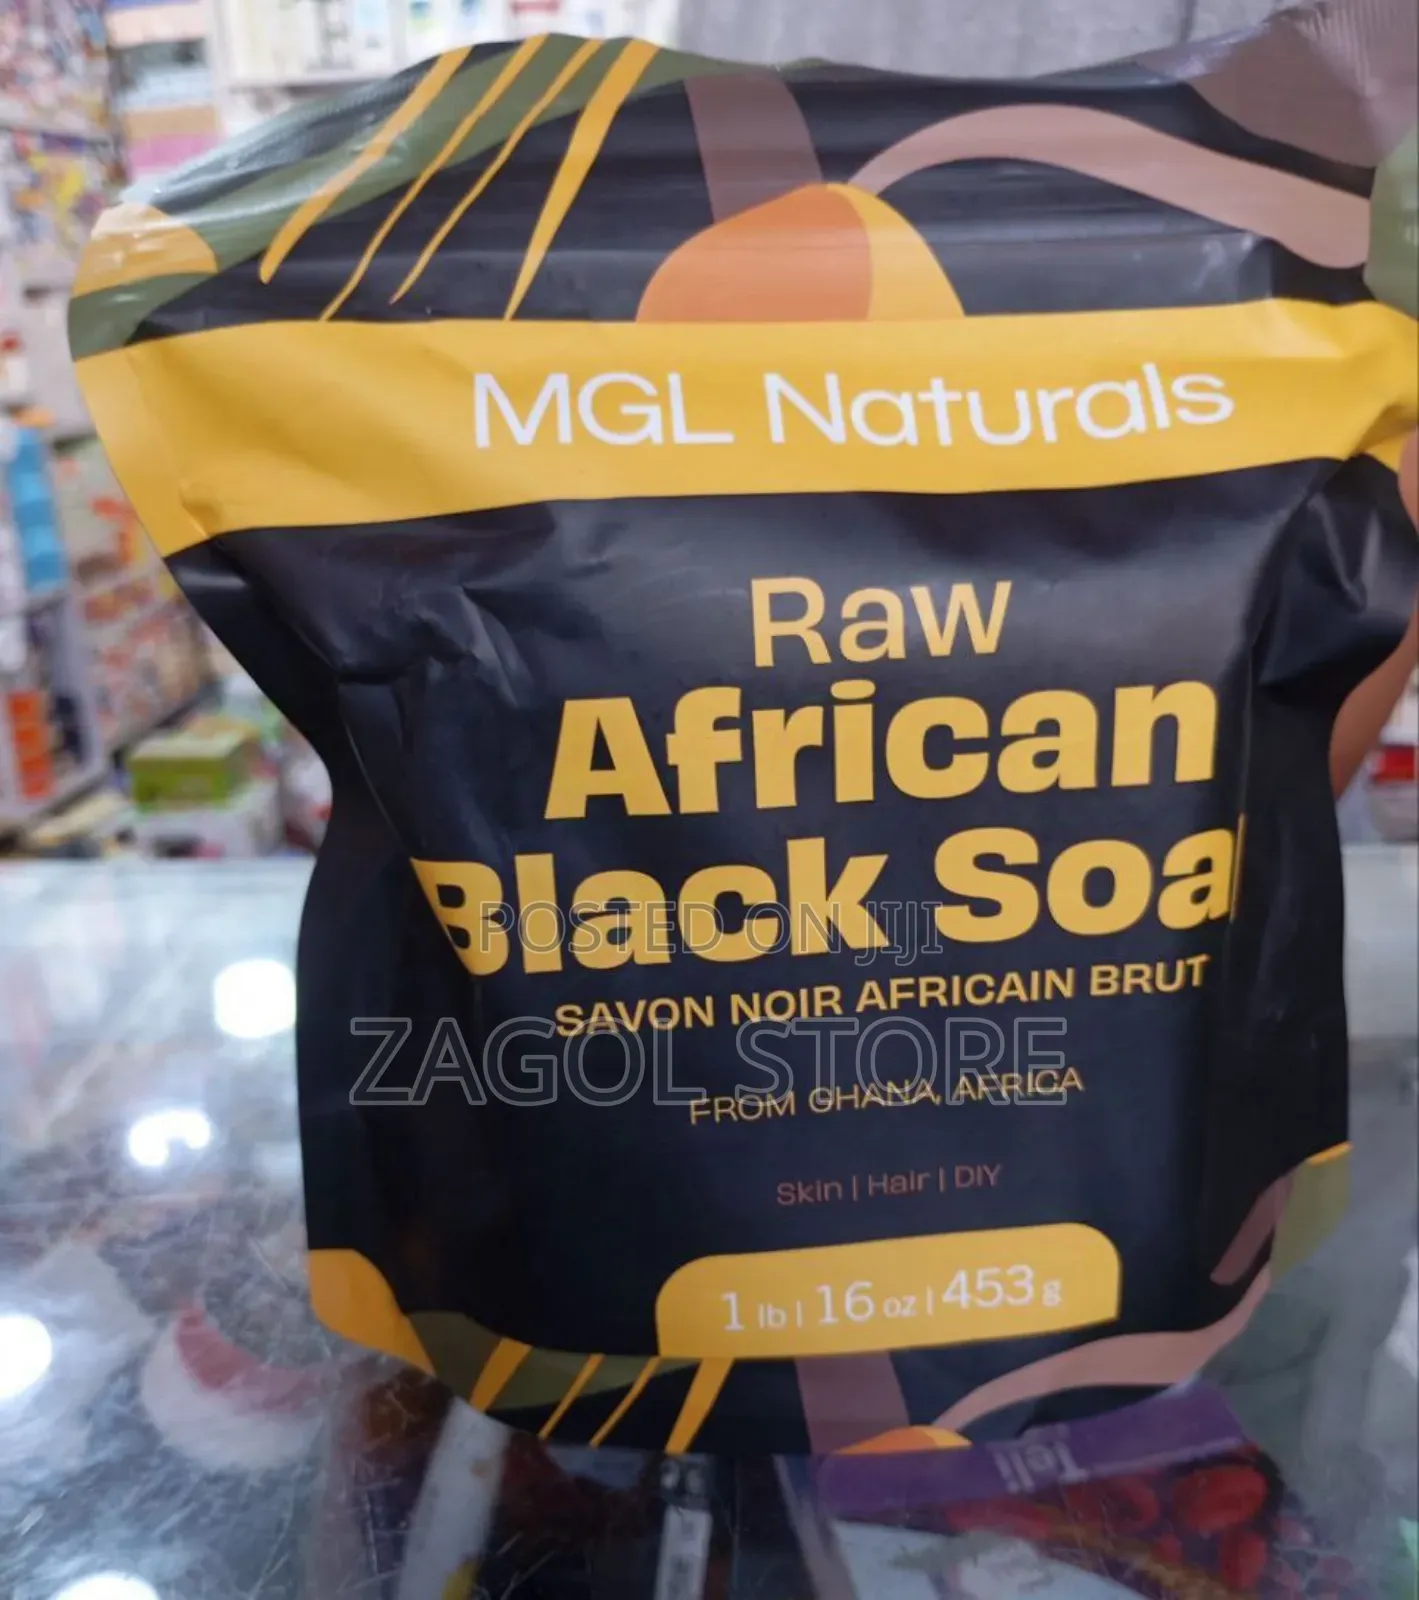 MGL Naturals
Raw
African
Black Soa
POSTED ON JIJI
SAVON NOIR AFRICAIN BRUT
ZAGOL STORE
FROM GHANA, AFRICA
Skin | Hair | DIY
1 lb | 16 oz | 453 g
Teli